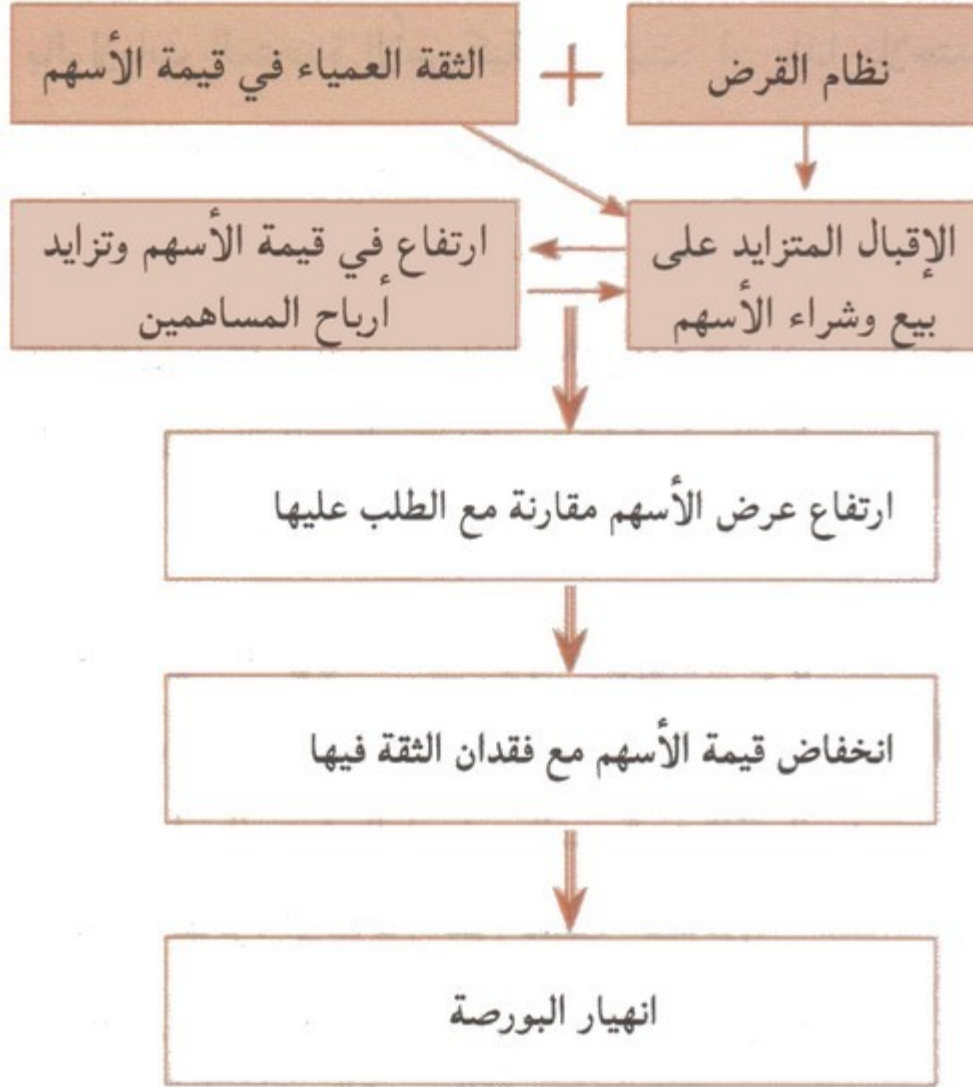 نظام القرض
+
الثقة العمياء في قيمة الأسهم
الإقبال المتزايد على
بيع وشراء الأسهم
ارتفاع في قيمة الأسهم وتزايد
أرباح المساهمين
ارتفاع عرض الأسهم مقارنة مع الطلب عليها
انخفاض قيمة الأسهم مع فقدان الثقة فيها
انهيار البورصة